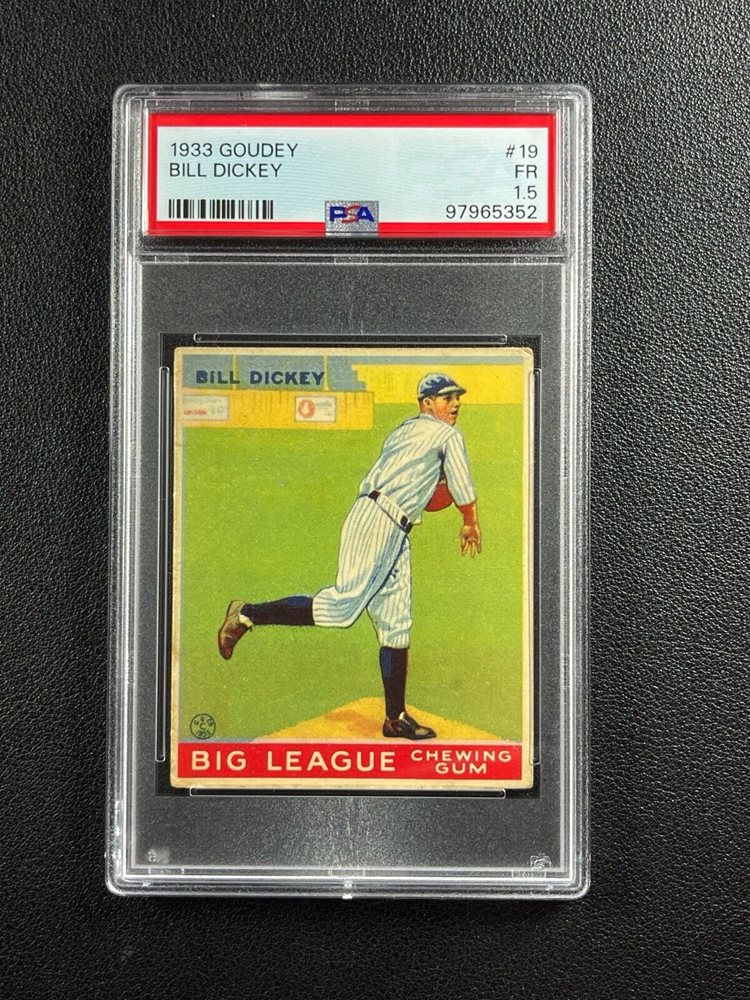 1933 GOUDEY #19
BILL DICKEY FR
1.5
PSA 97965352
BILL DICKEY
BIG LEAGUE CHEWING GUM